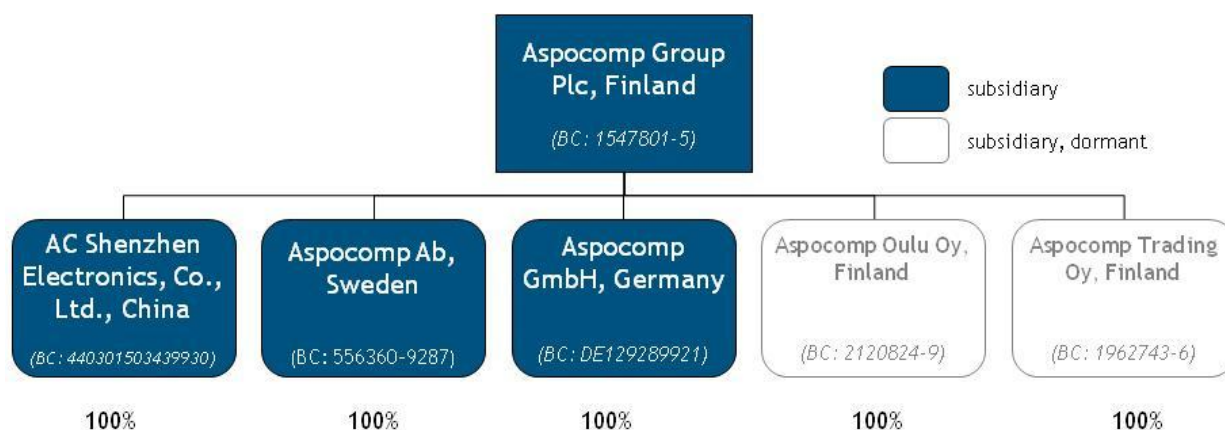 Aspocomp Group
Plc, Finland
(BC: 1547801-5)
subsidiary
subsidiary, dormant
AC Shenzhen
Electronics, Co.,
Ltd., China
(BC: 440301503439930)
Aspocomp Ab,
Sweden
(BC: 556360-9287)
Aspocomp
GmbH, Germany
(BC: DE129289921)
Aspocomp Oulu Oy,
Finland
(BC: 2120824-9)
Aspocomp Trading
Oy, Finland
(BC: 1962743-6)
100%
100%
100%
100%
100%